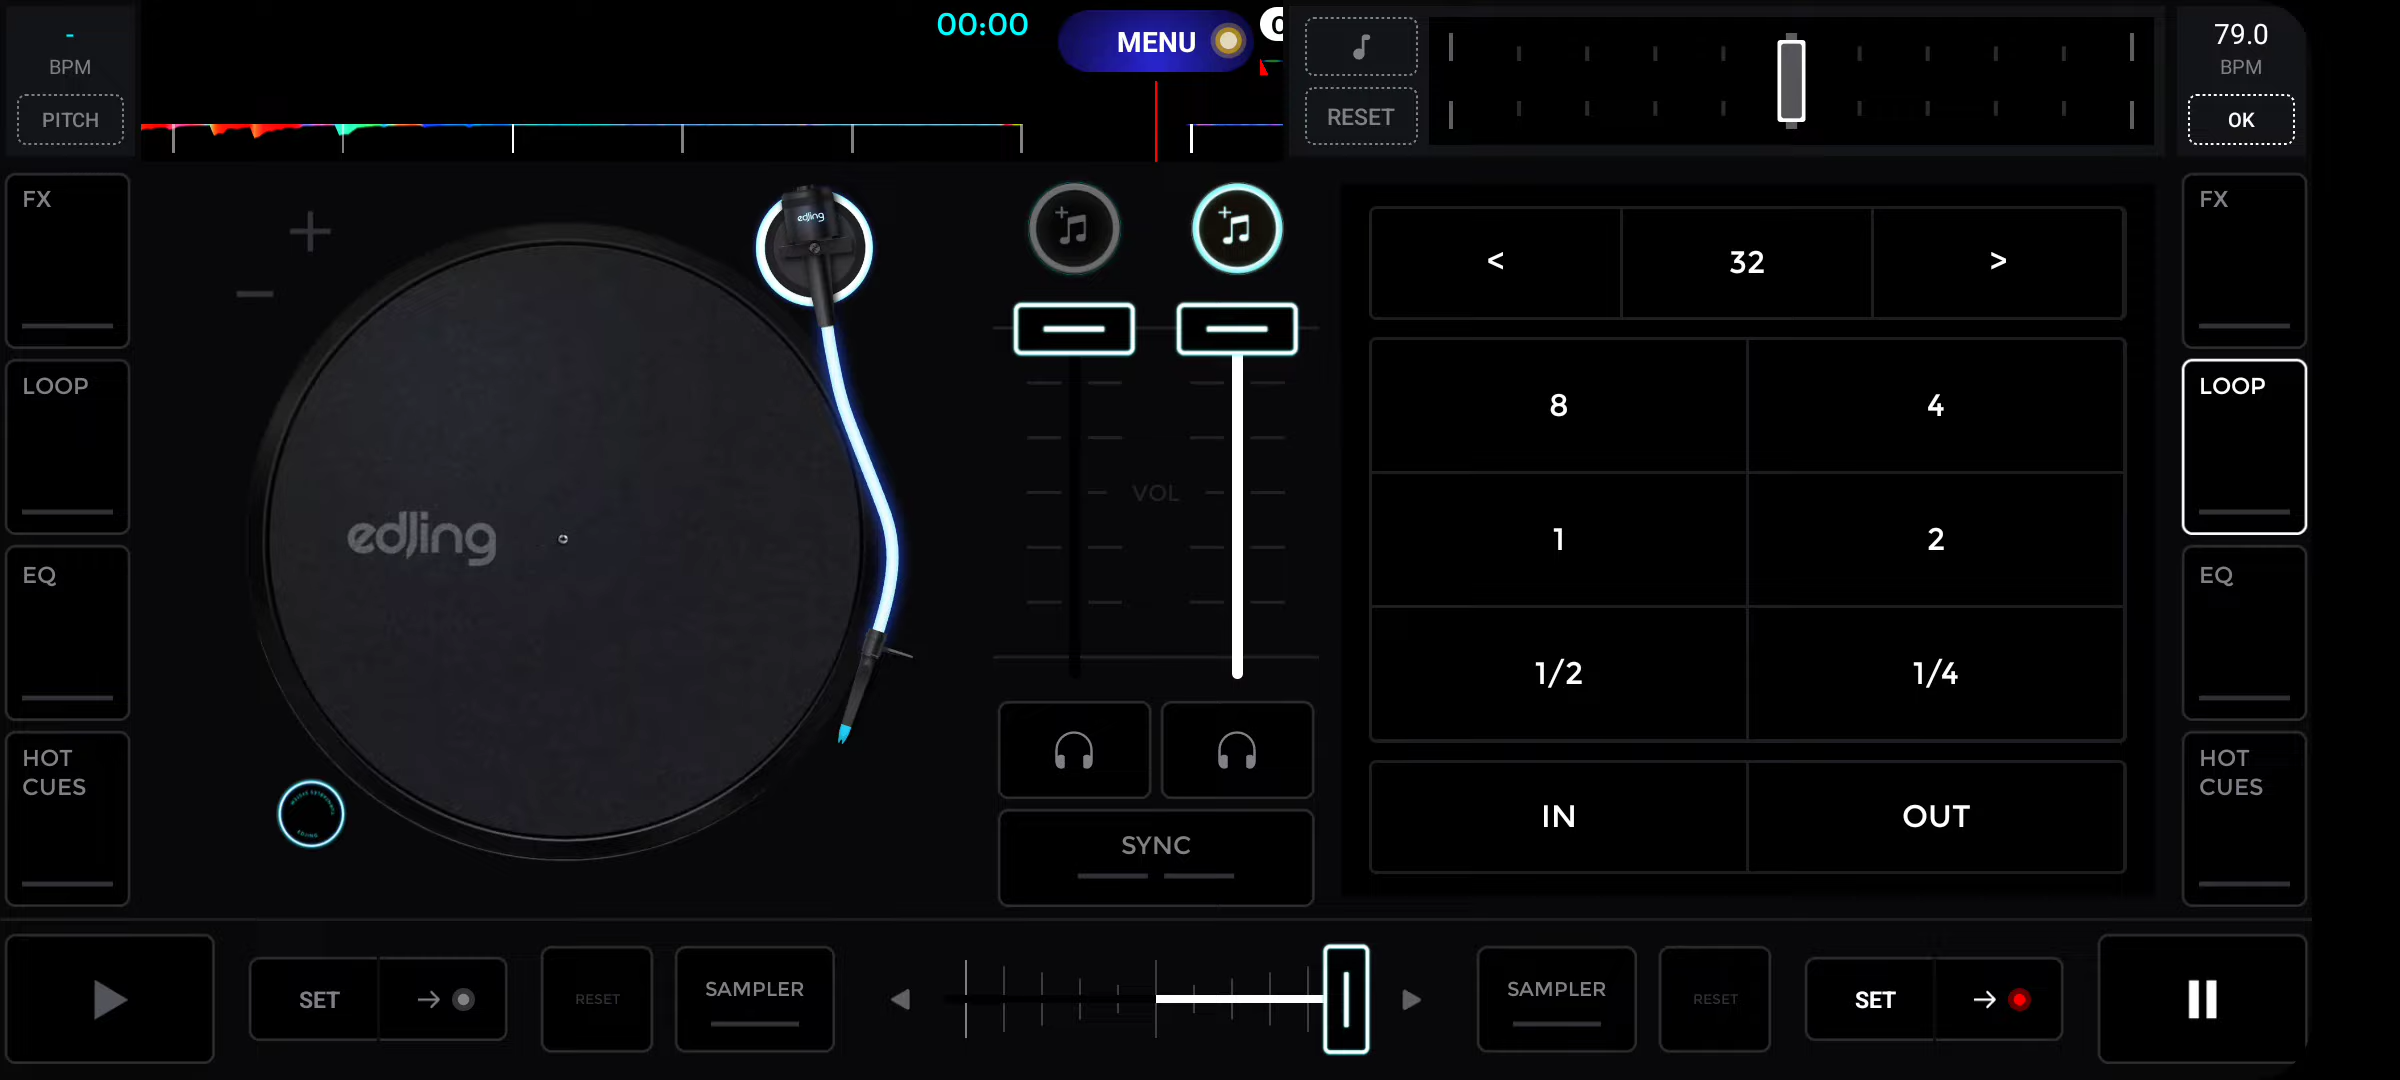 -
BPM
PITCH
00:00
MENU
RESET
79.0
BPM
OK
FX
LOOP
EQ
HOT
CUES
edjing
edjing
VOL
SYNC
< 32 >
8 4
1 2
1/2 1/4
IN OUT
FX
LOOP
EQ
HOT
CUES
SET
RESET
SAMPLER
SAMPLER
RESET
SET